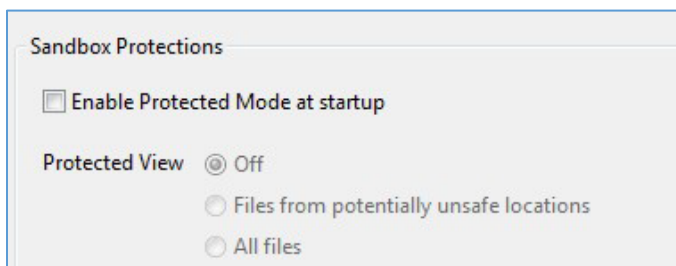 Sandbox Protections
Enable Protected Mode at startup
Protected View Off
Files from potentially unsafe locations
All files